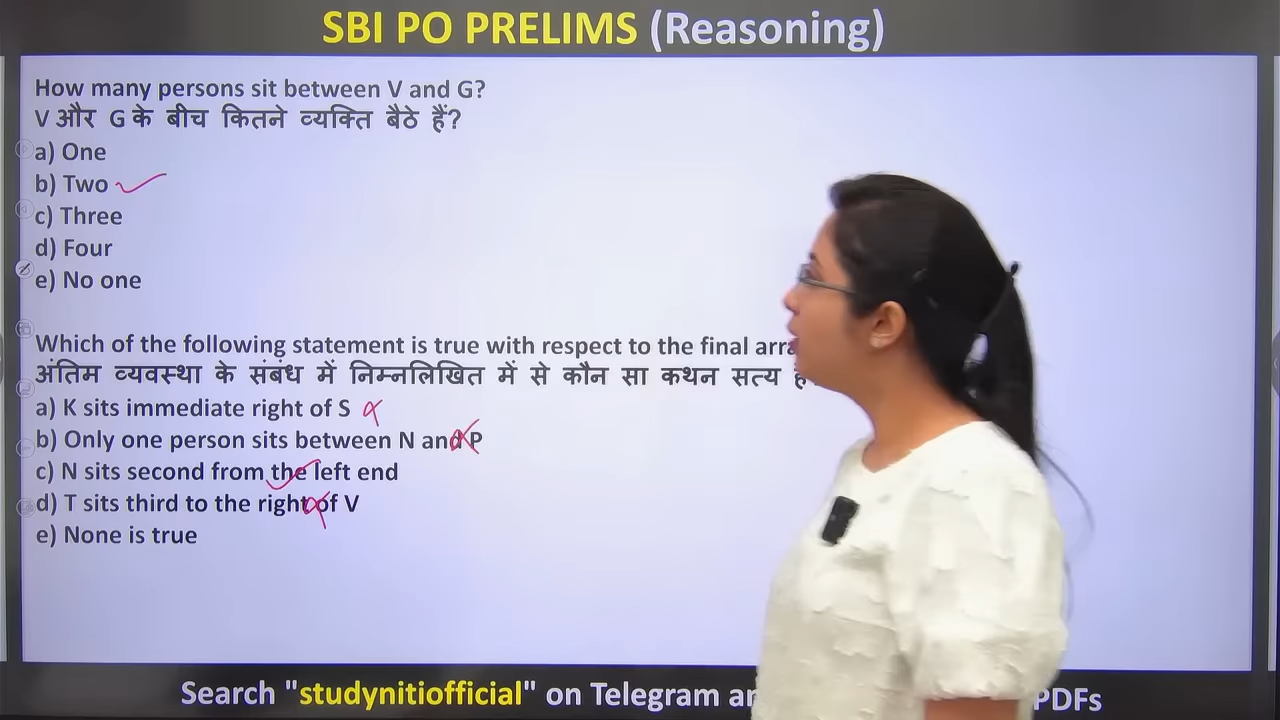 SBI PO PRELIMS (Reasoning)
How many persons sit between V and G?
V और G के बीच कितने व्यक्ति बैठे हैं?
a) One
b) Two
c) Three
d) Four
e) No one
Which of the following statement is true with respect to the final
अंतिम व्यवस्था के संबंध में निम्नलिखित में से कौन सा कथन सत्य
a) K sits immediate right of S
b) Only one person sits between N and P
c) N sits second from the left end
d) T sits third to the right of V
e) None is true
Search "studynitiofficial" on Telegram PDFs